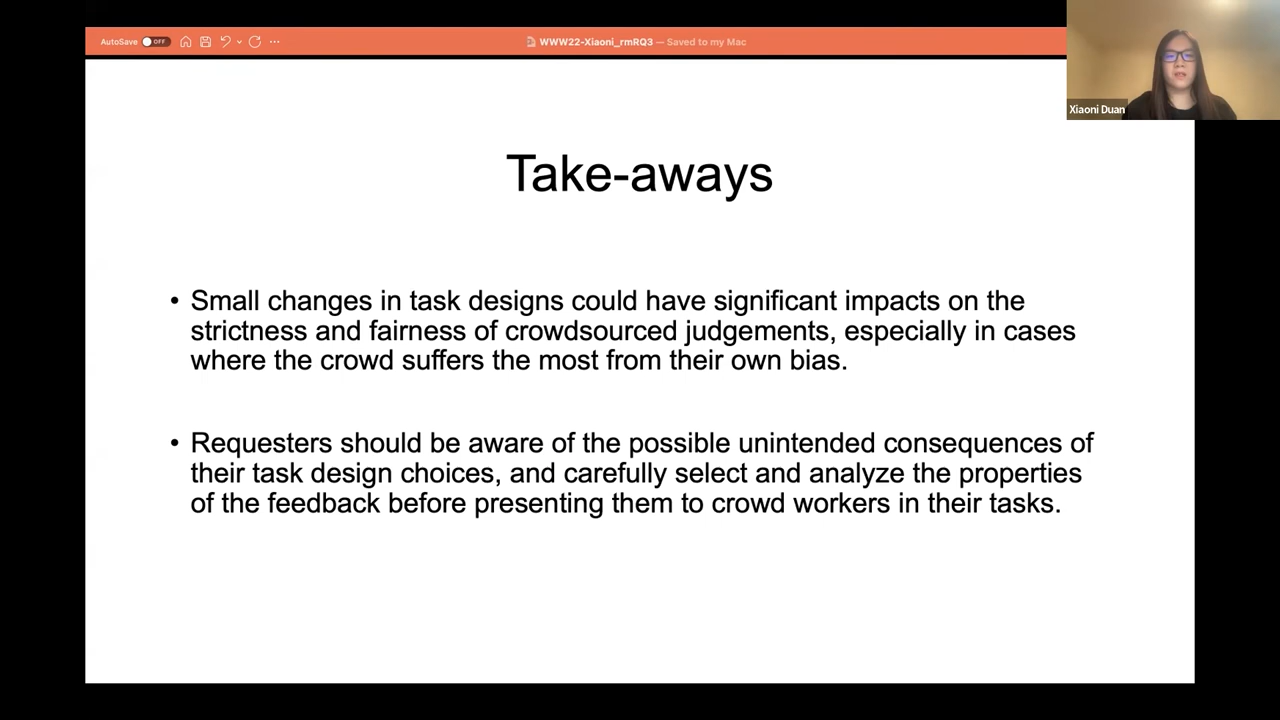 AutoSave OFF
WWW22-Xiaoni_rmRQ3 — Saved to my Mac
Xiaoni Duan
Take-aways
• Small changes in task designs could have significant impacts on the
strictness and fairness of crowdsourced judgements, especially in cases
where the crowd suffers the most from their own bias.
• Requesters should be aware of the possible unintended consequences of
their task design choices, and carefully select and analyze the properties
of the feedback before presenting them to crowd workers in their tasks.